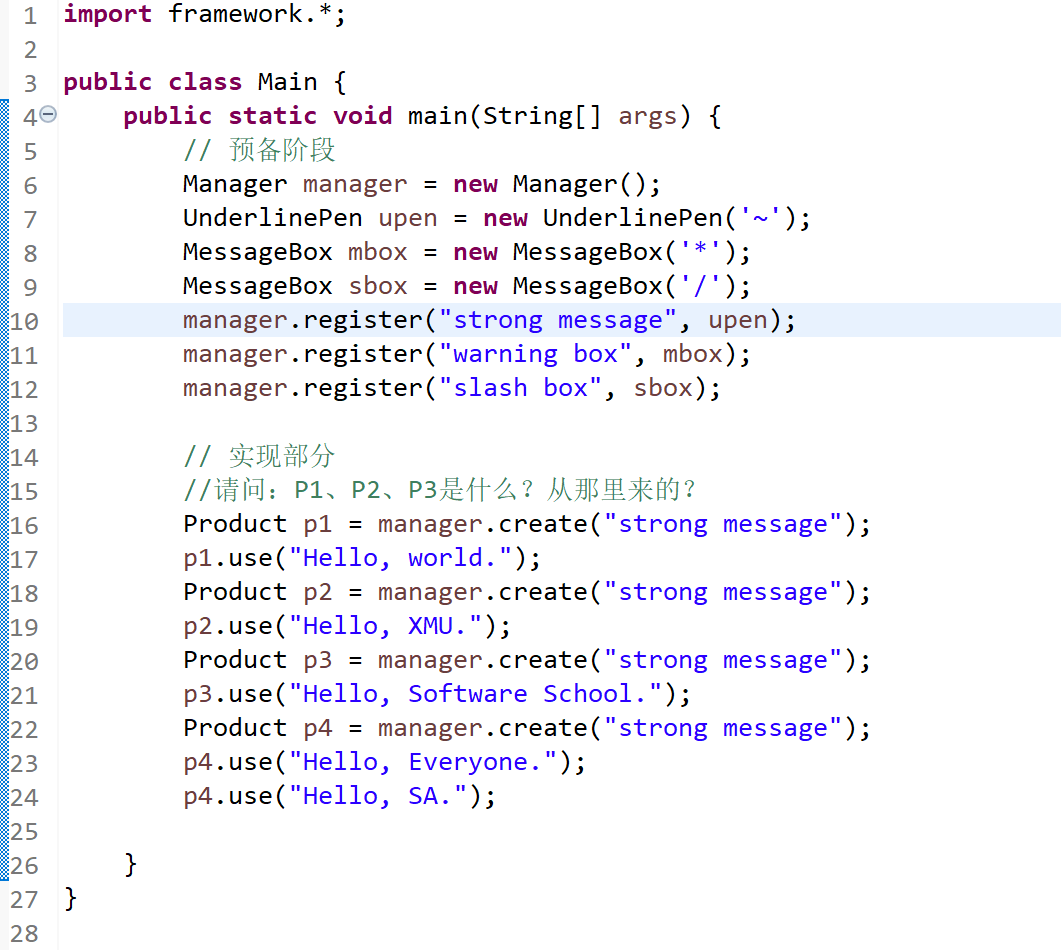 1 import framework.*;
2
3 public class Main {
4 public static void main(String[] args) {
5 // 预备阶段
6 Manager manager = new Manager();
7 UnderlinePen upen = new UnderlinePen('~');
8 MessageBox mbox = new MessageBox('*');
9 MessageBox sbox = new MessageBox('/');
10 manager.register("strong message", upen);
11 manager.register("warning box", mbox);
12 manager.register("slash box", sbox);
13
14 // 实现部分
15 //请问：P1、P2、P3是什么？从那里来的？
16 Product p1 = manager.create("strong message");
17 p1.use("Hello, world.");
18 Product p2 = manager.create("strong message");
19 p2.use("Hello, XMU.");
20 Product p3 = manager.create("strong message");
21 p3.use("Hello, Software School.");
22 Product p4 = manager.create("strong message");
23 p4.use("Hello, Everyone.");
24 p4.use("Hello, SA.");
25
26 }
27 }
28